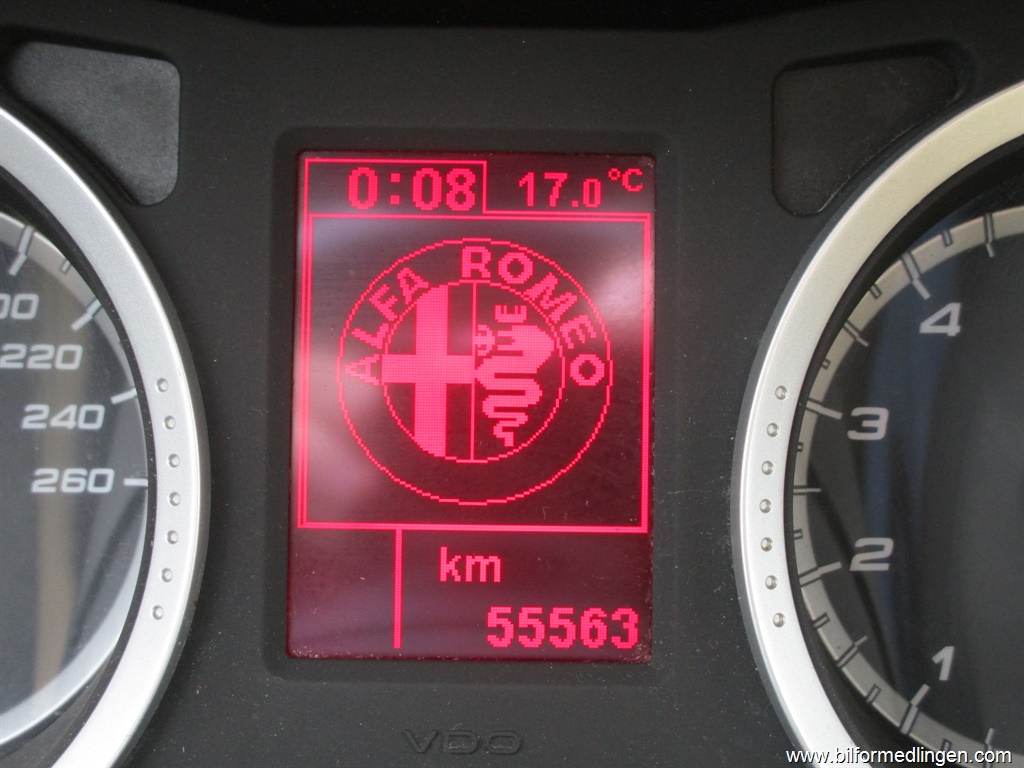 0:08 17.0°C
ALFA ROMEO
km
55563
220
240
260
4
3
2
1
VDO
www.bilformedlingen.com